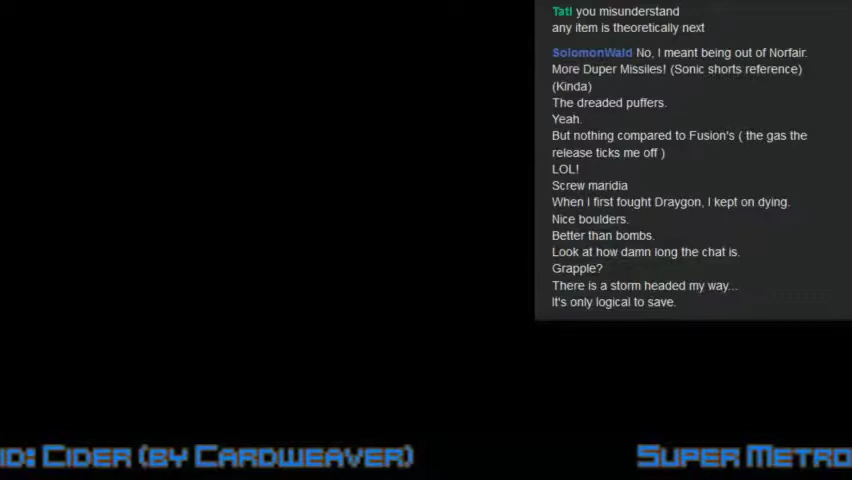 Tatl you misunderstand
any item is theoretically next
SolomonWald No, I meant being out of Norfair.
More Duper Missiles! (Sonic shorts reference)
(Kinda)
The dreaded puffers.
Yeah.
But nothing compared to Fusion's ( the gas the
release ticks me off )
LOL!
Screw maridia
When I first fought Draygon, I kept on dying.
Nice boulders.
Better than bombs.
Look at how damn long the chat is.
Grapple?
There is a storm headed my way...
It's only logical to save.
id: Cider (by Cardweaver) Super Metro